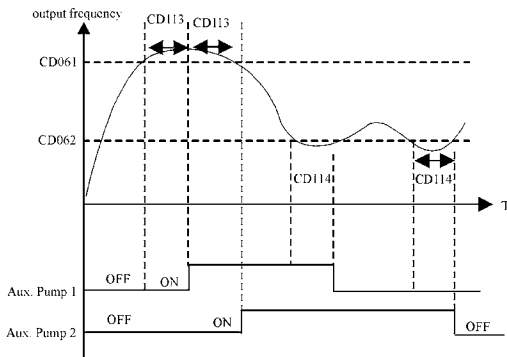 output frequency
CD113 CD113
CD061
CD062
CD114 CD114
T
OFF ON
Aux. Pump 1
OFF ON
Aux. Pump 2
OFF